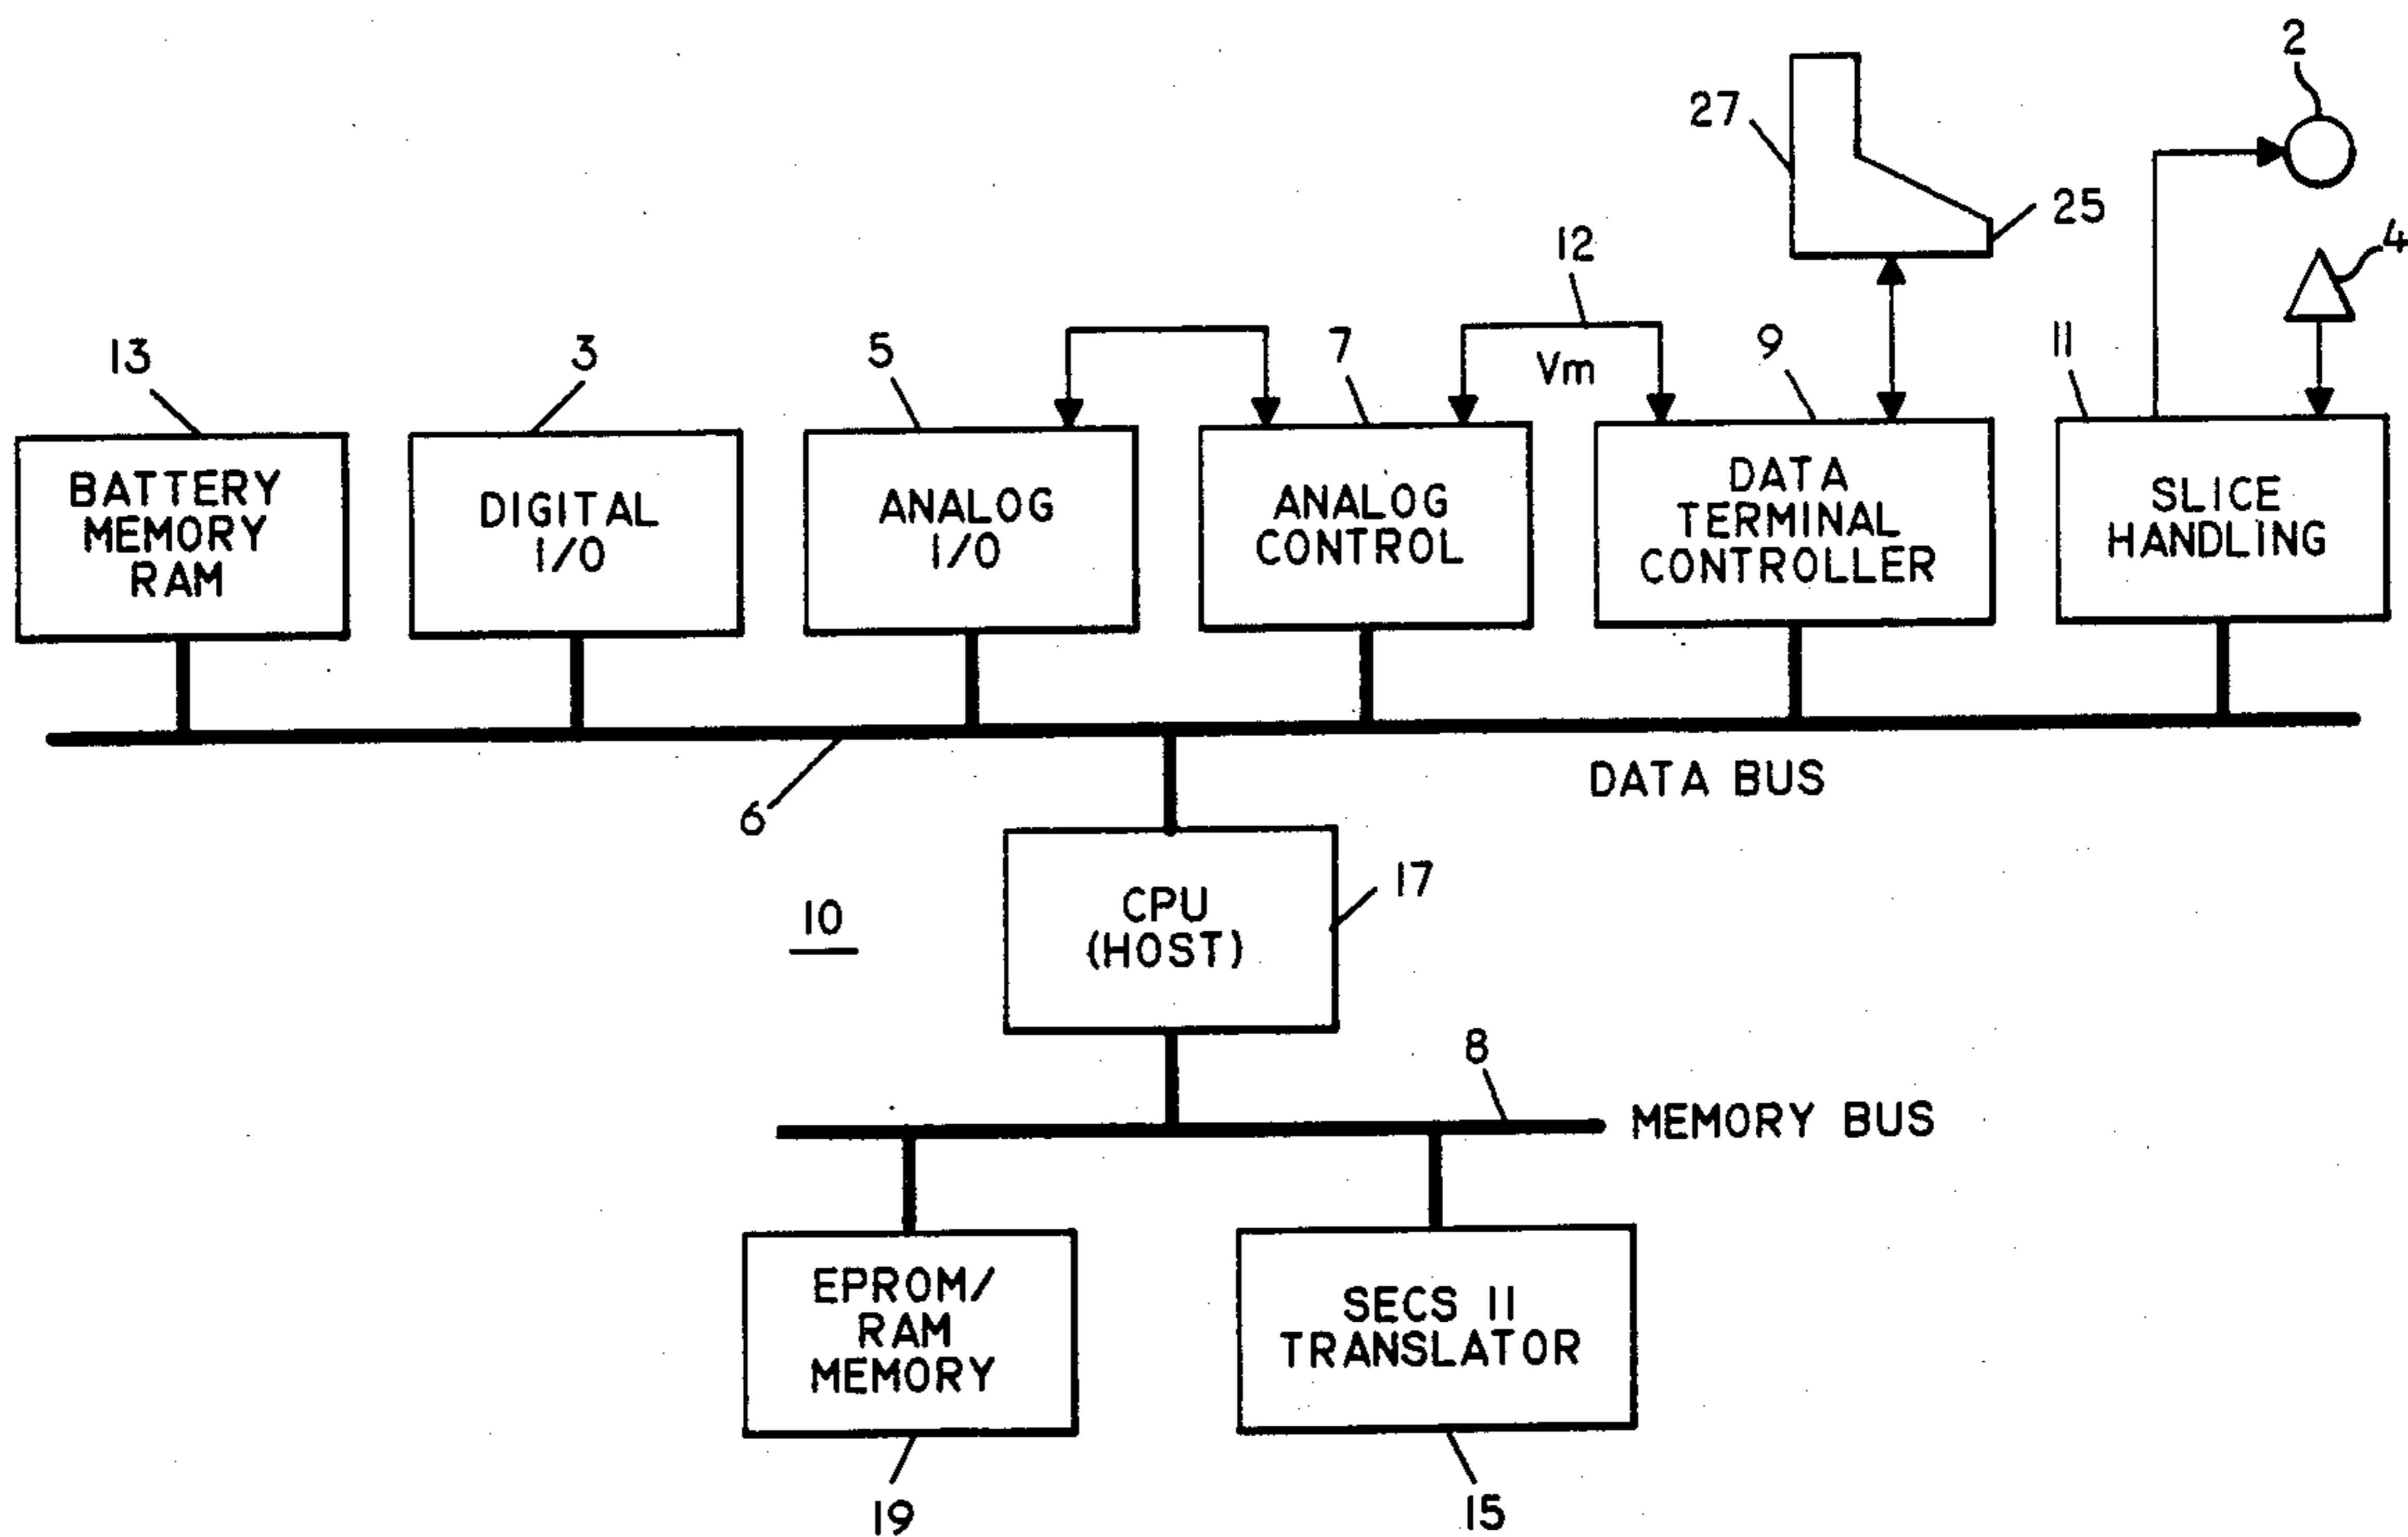 2
27
25
4
12
13
3
5
7
Vm
9
11
BATTERY
MEMORY
RAM
DIGITAL
I/O
ANALOG
I/O
ANALOG
CONTROL
DATA
TERMINAL
CONTROLLER
SLICE
HANDLING
6
DATA BUS
10
CPU
(HOST)
17
8
MEMORY BUS
EPROM/
RAM
MEMORY
SECS II
TRANSLATOR
19
15